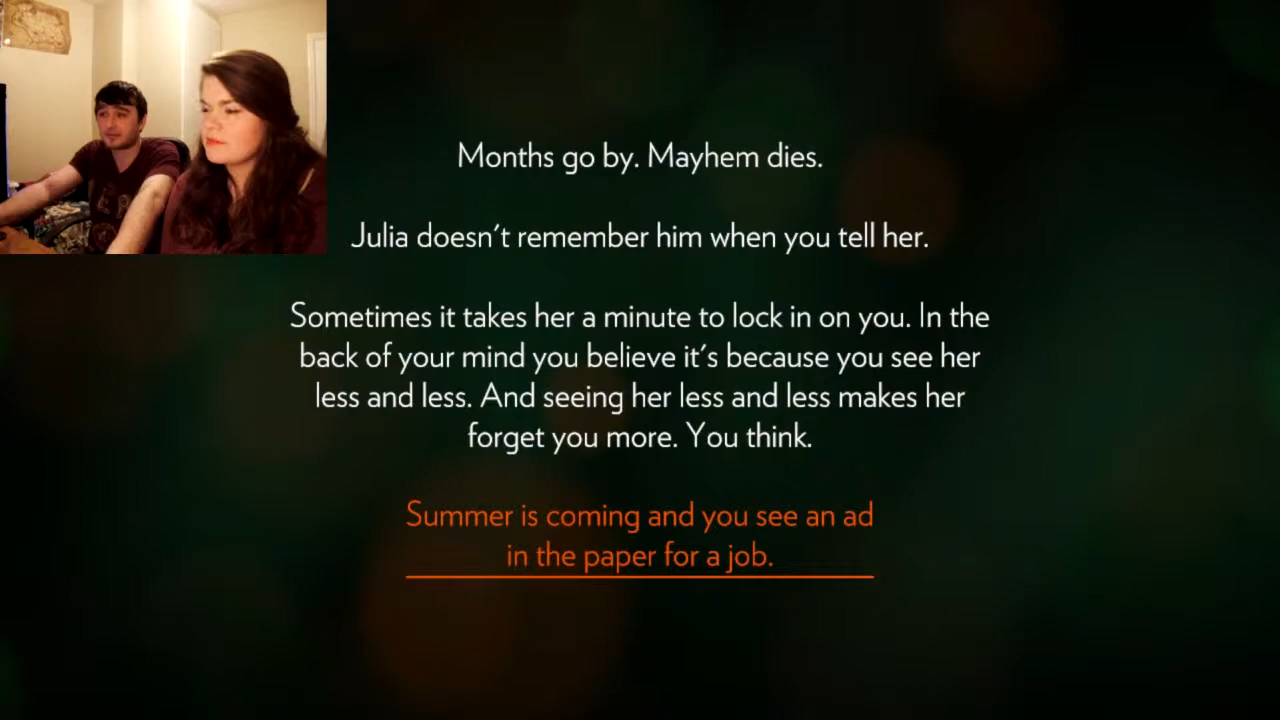 Months go by. Mayhem dies.
Julia doesn't remember him when you tell her.
Sometimes it takes her a minute to lock in on you. In the
back of your mind you believe it's because you see her
less and less. And seeing her less and less makes her
forget you more. You think.
Summer is coming and you see an ad
in the paper for a job.